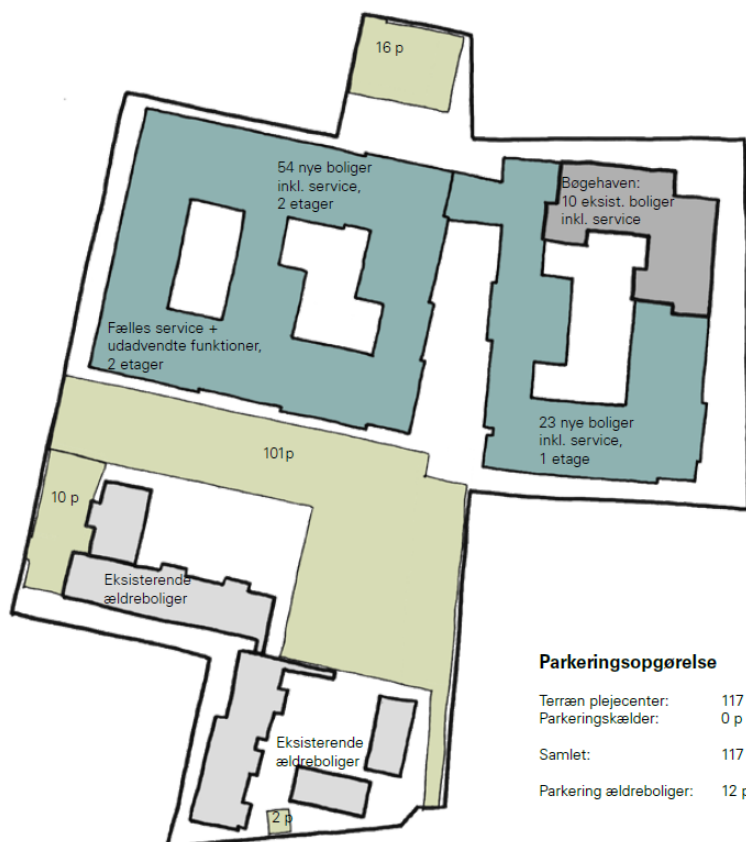 16 p
54 nye boliger
inkl. service,
2 etager
Bøgehaven:
10 eksist. boliger
inkl. service
Fælles service +
udadvendte funktioner,
2 etager
23 nye boliger
inkl. service,
1 etage
101p
10 p
Eksisterende
ældreboliger
Eksisterende
ældreboliger
2 p
Parkeringsopgørelse
Terræn plejecenter: 117
Parkeringskælder: 0 p
Samlet: 117
Parkering ældreboliger: 12 p